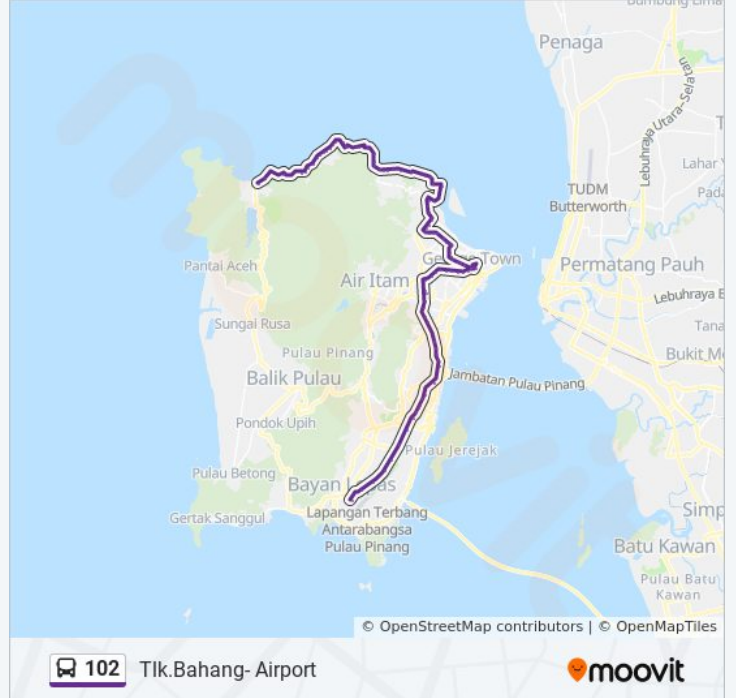 Bumbung Lima
Penaga
Lebuhraya Utara-Selatan
Lahar
TUDM
Butterworth
Pantai Aceh
George Town
Permatang Pauh
Air Itam
Lebuhraya B
Sungai Rusa
Tana
Pulau Pinang
Bukit Me
Balik Pulau
Jambatan Pulau Pinang
Pondok Upih
Pulau Jerejak
Pulau Betong
Bayan Lepas
Gertak Sanggul
Lapangan Terbang
Antarabangsa
Pulau Pinang
Simp
Batu Kawan
Pulau Batu
Kawan
© OpenStreetMap contributors | © OpenMapTiles
102 Tlk.Bahang- Airport
moovit